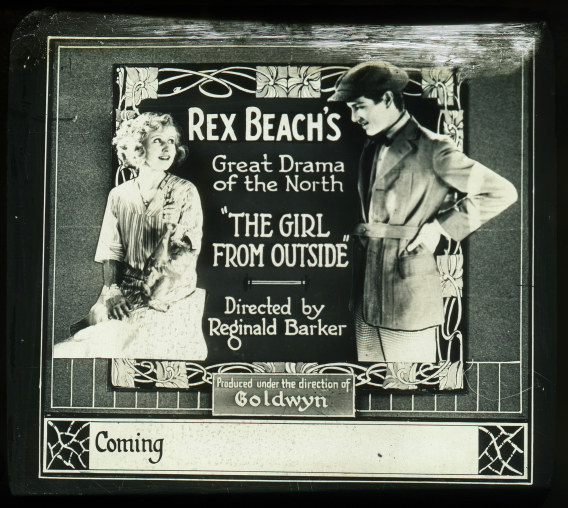 REX BEACH'S
Great Drama
of the North
"THE GIRL
FROM OUTSIDE"
Directed by
Reginald Barker
Produced under the direction of
Goldwyn
Coming